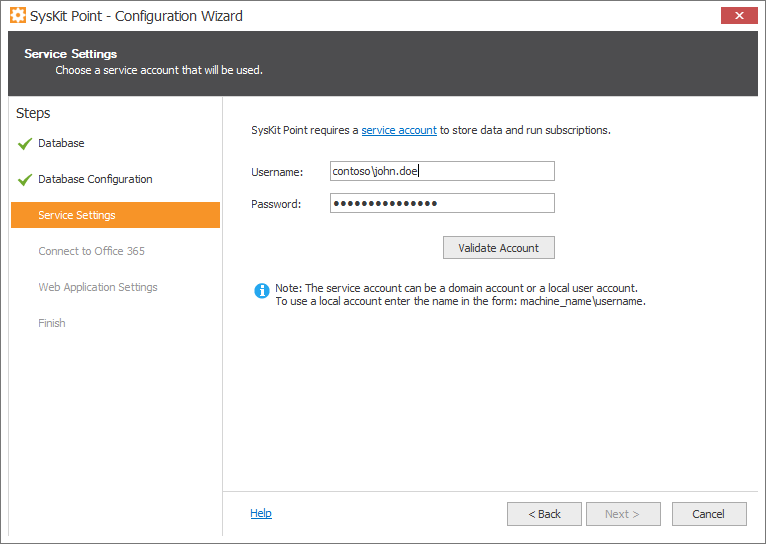 SysKit Point - Configuration Wizard
Service Settings
Choose a service account that will be used.
Steps
Database
Database Configuration
Service Settings
Connect to Office 365
Web Application Settings
Finish
SysKit Point requires a service account to store data and run subscriptions.
Username: contoso\john.doe
Password: ●●●●●●●●●●●●●●●
Validate Account
Note: The service account can be a domain account or a local user account.
To use a local account enter the name in the form: machine_name\username.
Help
< Back
Next >
Cancel